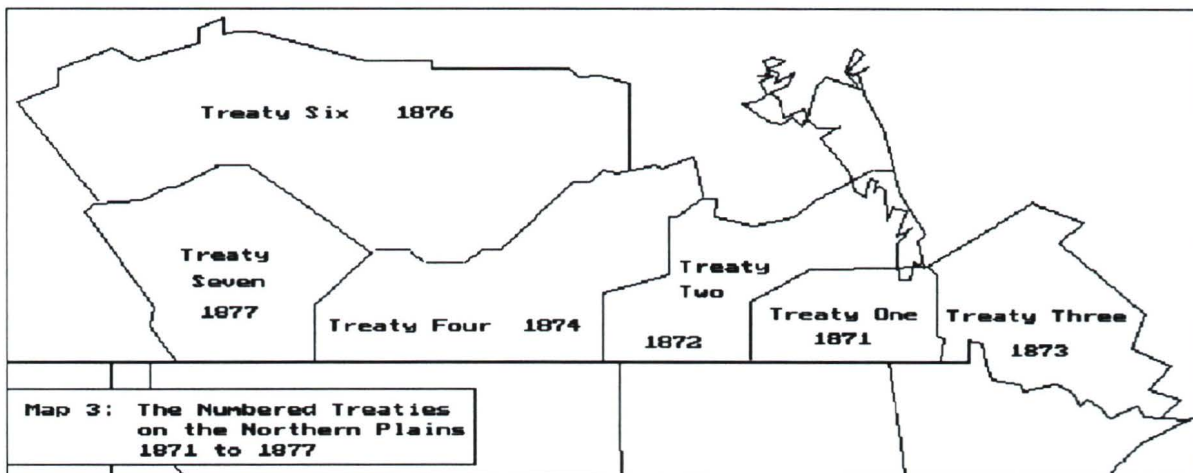 Treaty Six 1876
Treaty
Seven
1877
Treaty Four 1874
Treaty
Two
1872
Treaty One
1871
Treaty Three
1873
Map 3: The Numbered Treaties
on the Northern Plains
1871 to 1877